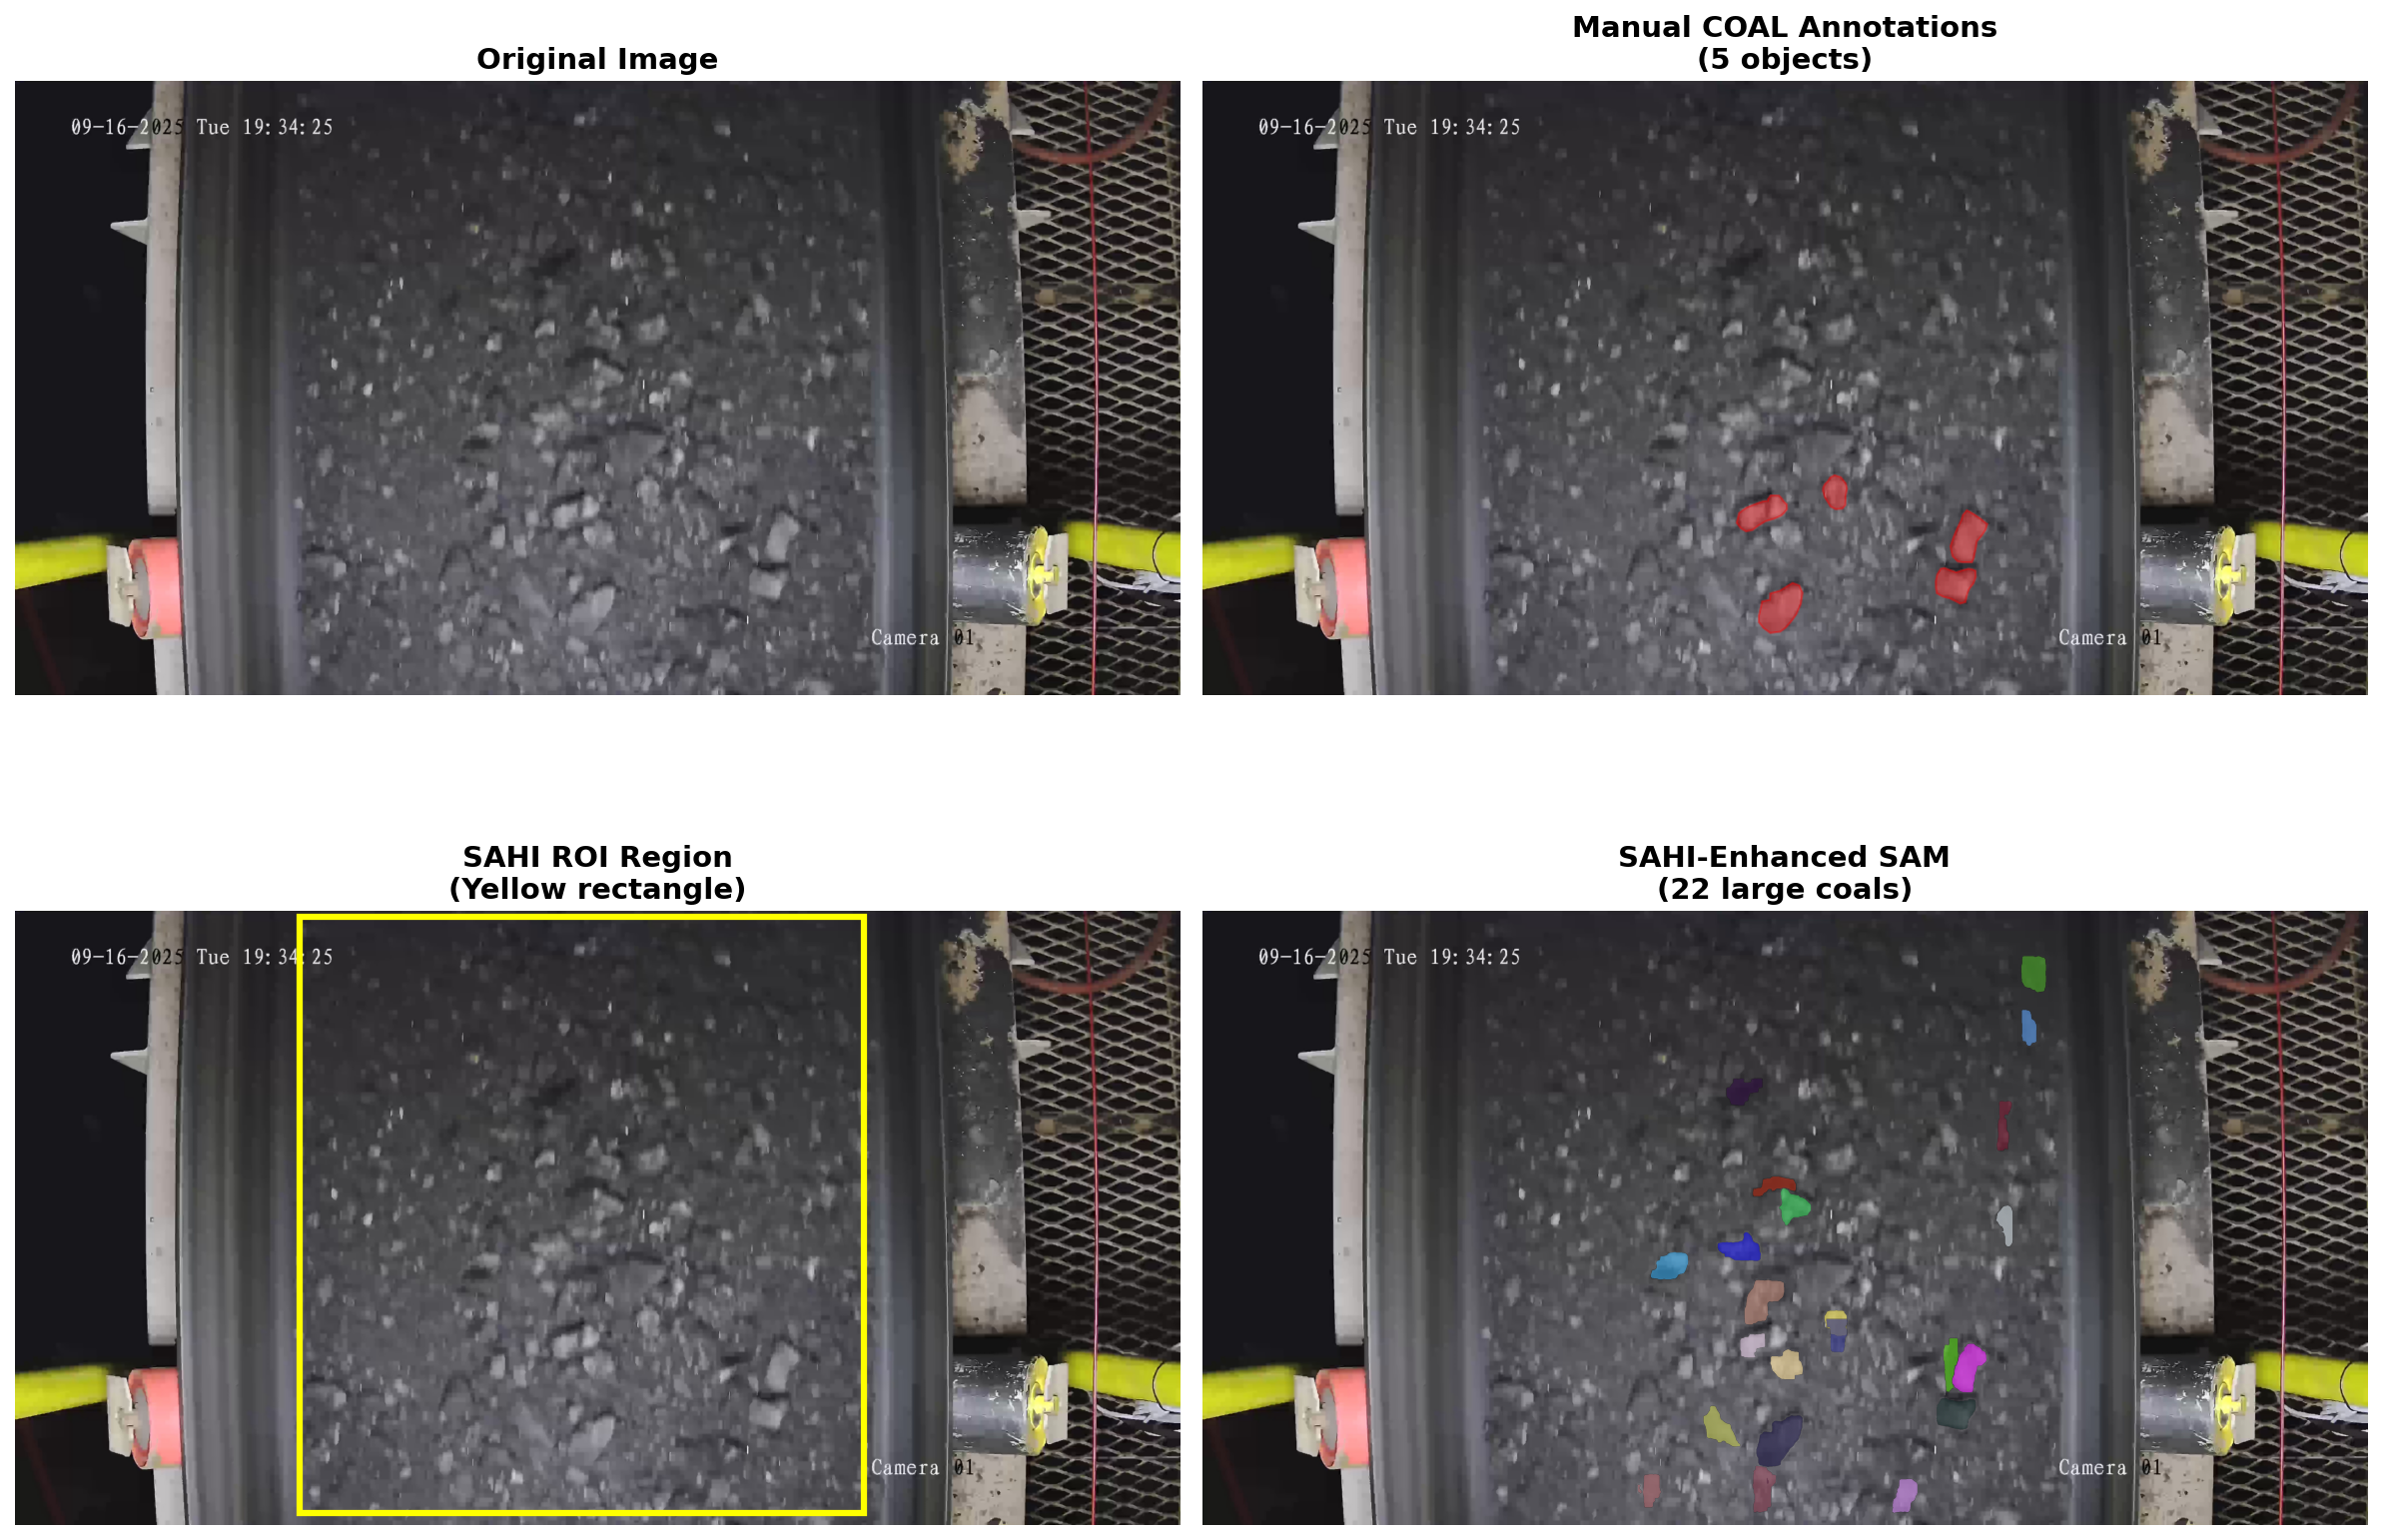 Original Image
09-16-2025 Tue 19:34:25
Camera 01
Manual COAL Annotations
(5 objects)
09-16-2025 Tue 19:34:25
Camera 01
SAHI ROI Region
(Yellow rectangle)
09-16-2025 Tue 19:34:25
Camera 01
SAHI-Enhanced SAM
(22 large coals)
09-16-2025 Tue 19:34:25
Camera 01